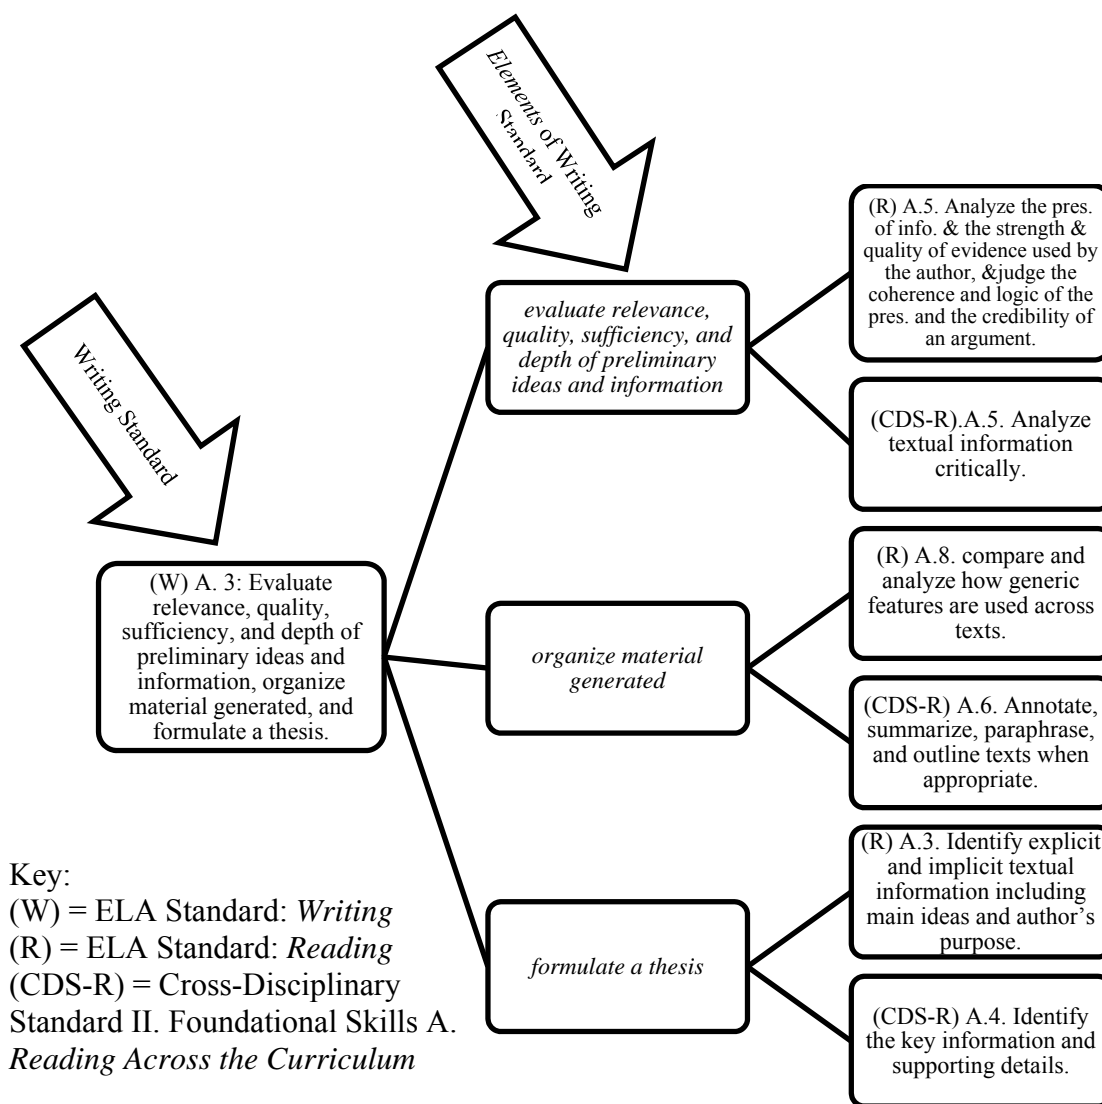 Elements of Writing
Standard
Writing Standard
(W) A. 3: Evaluate
relevance, quality,
sufficiency, and depth of
preliminary ideas and
information, organize
material generated, and
formulate a thesis.
evaluate relevance,
quality, sufficiency, and
depth of preliminary
ideas and information
(R) A.5. Analyze the pres.
of info. & the strength &
quality of evidence used by
the author, &judge the
coherence and logic of the
pres. and the credibility of
an argument.
(CDS-R).A.5. Analyze
textual information
critically.
organize material
generated
(R) A.8. compare and
analyze how generic
features are used across
texts.
(CDS-R) A.6. Annotate,
summarize, paraphrase,
and outline texts when
appropriate.
formulate a thesis
(R) A.3. Identify explicit
and implicit textual
information including
main ideas and author’s
purpose.
(CDS-R) A.4. Identify
the key information and
supporting details.
Key:
(W) = ELA Standard: Writing
(R) = ELA Standard: Reading
(CDS-R) = Cross-Disciplinary
Standard II. Foundational Skills A.
Reading Across the Curriculum